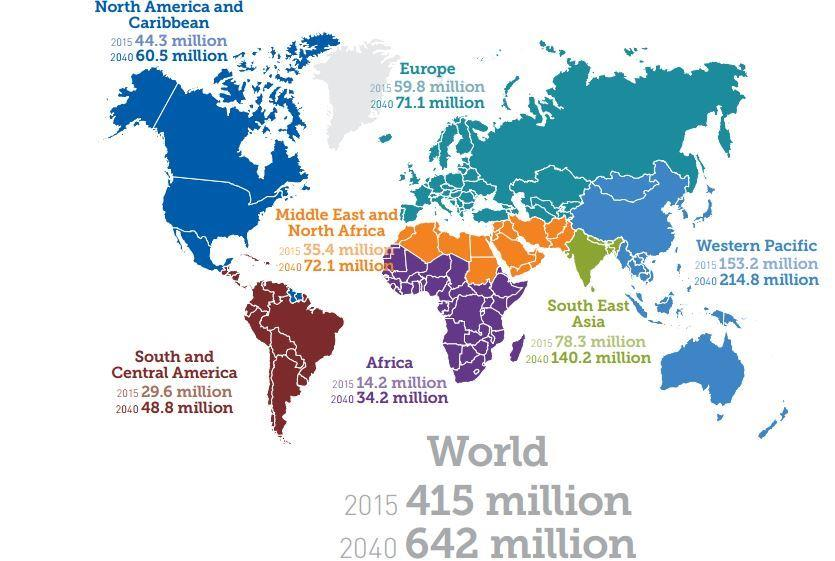 North America and
Caribbean
2015 44.3 million
2040 60.5 million
Europe
2015 59.8 million
2040 71.1 million
Middle East and
North Africa
2015 35.4 million
2040 72.1 million
Western Pacific
2015 153.2 million
2040 214.8 million
South East
Asia
2015 78.3 million
2040 140.2 million
South and
Central America
2015 29.6 million
2040 48.8 million
Africa
2015 14.2 million
2040 34.2 million
World
2015 415 million
2040 642 million